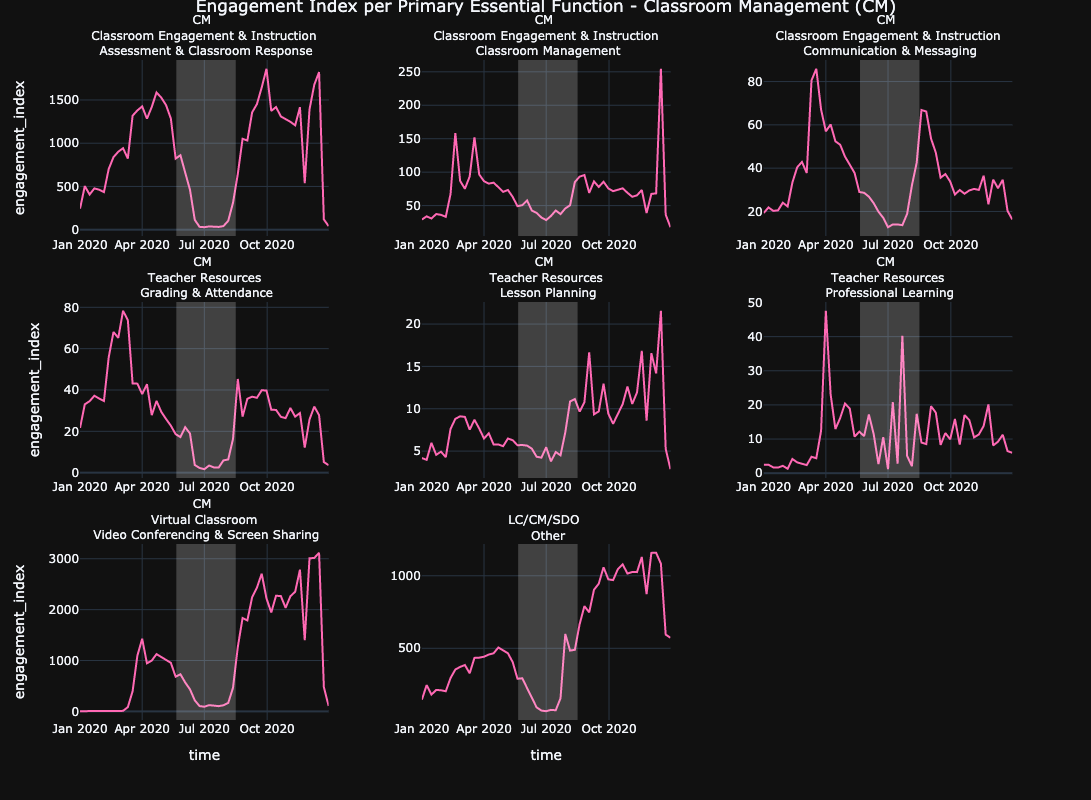 Engagement Index per Primary Essential Function - Classroom Management (CM)
CM
Classroom Engagement & Instruction
Assessment & Classroom Response
CM
Classroom Engagement & Instruction
Classroom Management
CM
Classroom Engagement & Instruction
Communication & Messaging
engagement_index
1500
1000
500
0
Jan 2020 Apr 2020 Jul 2020 Oct 2020
250
200
150
100
50
Jan 2020 Apr 2020 Jul 2020 Oct 2020
80
60
40
20
Jan 2020 Apr 2020 Jul 2020 Oct 2020
CM
Teacher Resources
Grading & Attendance
CM
Teacher Resources
Lesson Planning
CM
Teacher Resources
Professional Learning
engagement_index
80
60
40
20
0
Jan 2020 Apr 2020 Jul 2020 Oct 2020
20
15
10
5
Jan 2020 Apr 2020 Jul 2020 Oct 2020
50
40
30
20
10
0
Jan 2020 Apr 2020 Jul 2020 Oct 2020
CM
Virtual Classroom
Video Conferencing & Screen Sharing
LC/CM/SDO
Other
engagement_index
3000
2000
1000
0
Jan 2020 Apr 2020 Jul 2020 Oct 2020
time
1000
500
Jan 2020 Apr 2020 Jul 2020 Oct 2020
time